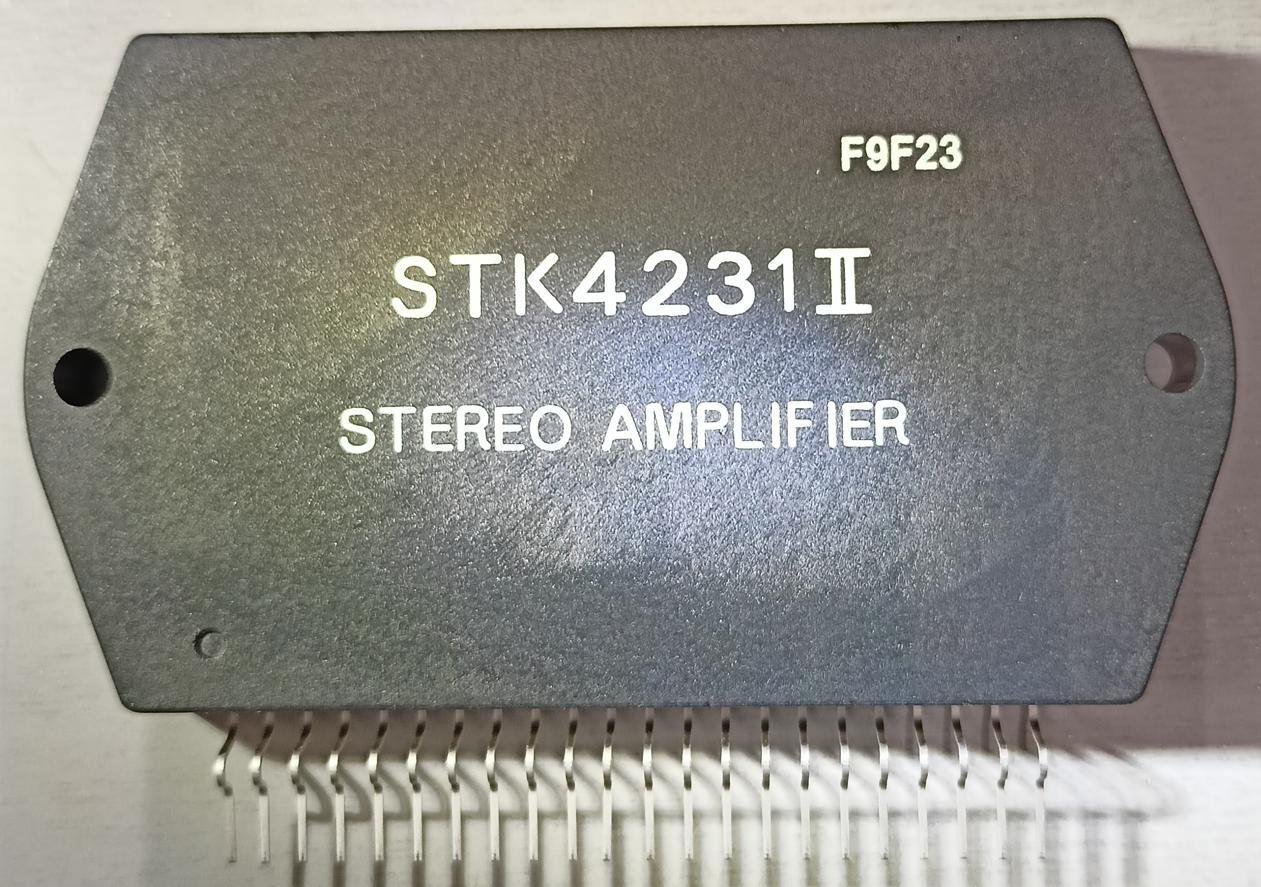 F9F23
STK4231Ⅱ
STEREO AMPLIFIER